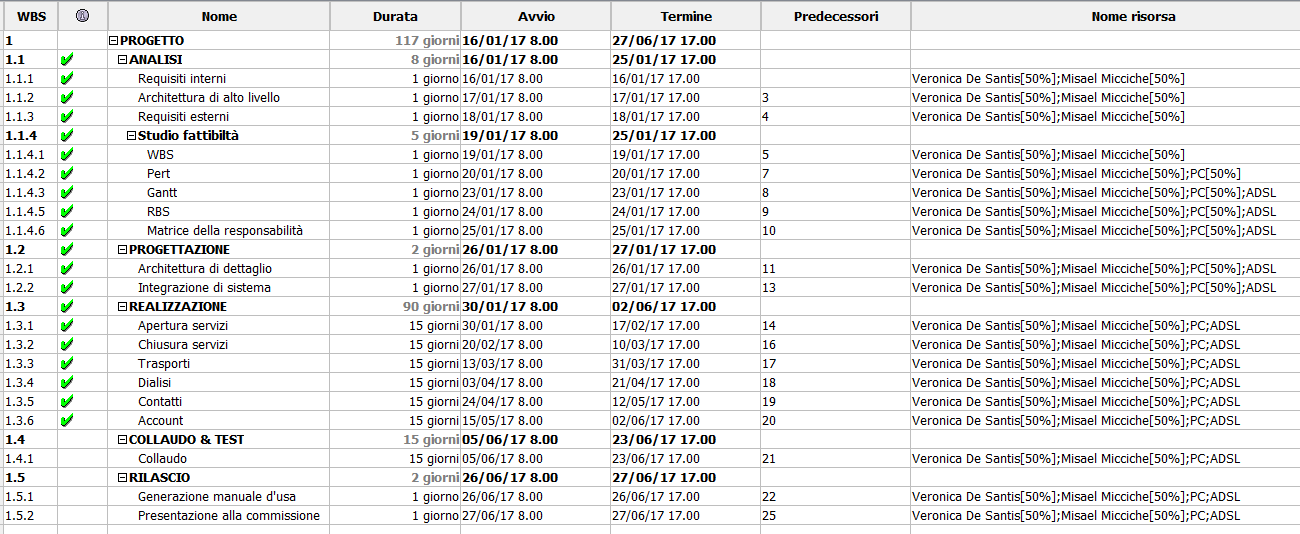 WBS Nome Durata Avvio Termine Predecessori Nome risorsa
1 PROGETTO 117 giorni 16/01/17 8.00 27/06/17 17.00
1.1 ANALISI 8 giorni 16/01/17 8.00 25/01/17 17.00
1.1.1 Requisiti interni 1 giorno 16/01/17 8.00 16/01/17 17.00 Veronica De Santis[50%];Misael Micciche[50%]
1.1.2 Architettura di alto livello 1 giorno 17/01/17 8.00 17/01/17 17.00 3 Veronica De Santis[50%];Misael Micciche[50%]
1.1.3 Requisiti esterni 1 giorno 18/01/17 8.00 18/01/17 17.00 4 Veronica De Santis[50%];Misael Micciche[50%]
1.1.4 Studio fattibiltà 5 giorni 19/01/17 8.00 25/01/17 17.00
1.1.4.1 WBS 1 giorno 19/01/17 8.00 19/01/17 17.00 5 Veronica De Santis[50%];Misael Micciche[50%]
1.1.4.2 Pert 1 giorno 20/01/17 8.00 20/01/17 17.00 7 Veronica De Santis[50%];Misael Micciche[50%];PC[50%]
1.1.4.3 Gantt 1 giorno 23/01/17 8.00 23/01/17 17.00 8 Veronica De Santis[50%];Misael Micciche[50%];PC[50%];ADSL
1.1.4.5 RBS 1 giorno 24/01/17 8.00 24/01/17 17.00 9 Veronica De Santis[50%];Misael Micciche[50%];PC[50%];ADSL
1.1.4.6 Matrice della responsabilità 1 giorno 25/01/17 8.00 25/01/17 17.00 10 Veronica De Santis[50%];Misael Micciche[50%];PC[50%];ADSL
1.2 PROGETTAZIONE 2 giorni 26/01/17 8.00 27/01/17 17.00
1.2.1 Architettura di dettaglio 1 giorno 26/01/17 8.00 26/01/17 17.00 11 Veronica De Santis[50%];Misael Micciche[50%];PC[50%];ADSL
1.2.2 Integrazione di sistema 1 giorno 27/01/17 8.00 27/01/17 17.00 13 Veronica De Santis[50%];Misael Micciche[50%];PC[50%];ADSL
1.3 REALIZZAZIONE 90 giorni 30/01/17 8.00 02/06/17 17.00
1.3.1 Apertura servizi 15 giorni 30/01/17 8.00 17/02/17 17.00 14 Veronica De Santis[50%];Misael Micciche[50%];PC;ADSL
1.3.2 Chiusura servizi 15 giorni 20/02/17 8.00 10/03/17 17.00 16 Veronica De Santis[50%];Misael Micciche[50%];PC;ADSL
1.3.3 Trasporti 15 giorni 13/03/17 8.00 31/03/17 17.00 17 Veronica De Santis[50%];Misael Micciche[50%];PC;ADSL
1.3.4 Dialisi 15 giorni 03/04/17 8.00 21/04/17 17.00 18 Veronica De Santis[50%];Misael Micciche[50%];PC;ADSL
1.3.5 Contatti 15 giorni 24/04/17 8.00 12/05/17 17.00 19 Veronica De Santis[50%];Misael Micciche[50%];PC;ADSL
1.3.6 Account 15 giorni 15/05/17 8.00 02/06/17 17.00 20 Veronica De Santis[50%];Misael Micciche[50%];PC;ADSL
1.4 COLLAUDO & TEST 15 giorni 05/06/17 8.00 23/06/17 17.00
1.4.1 Collaudo 15 giorni 05/06/17 8.00 23/06/17 17.00 21 Veronica De Santis[50%];Misael Micciche[50%];PC;ADSL
1.5 RILASCIO 2 giorni 26/06/17 8.00 27/06/17 17.00
1.5.1 Generazione manuale d'usa 1 giorno 26/06/17 8.00 26/06/17 17.00 22 Veronica De Santis[50%];Misael Micciche[50%];PC;ADSL
1.5.2 Presentazione alla commissione 1 giorno 27/06/17 8.00 27/06/17 17.00 25 Veronica De Santis[50%];Misael Micciche[50%];PC;ADSL